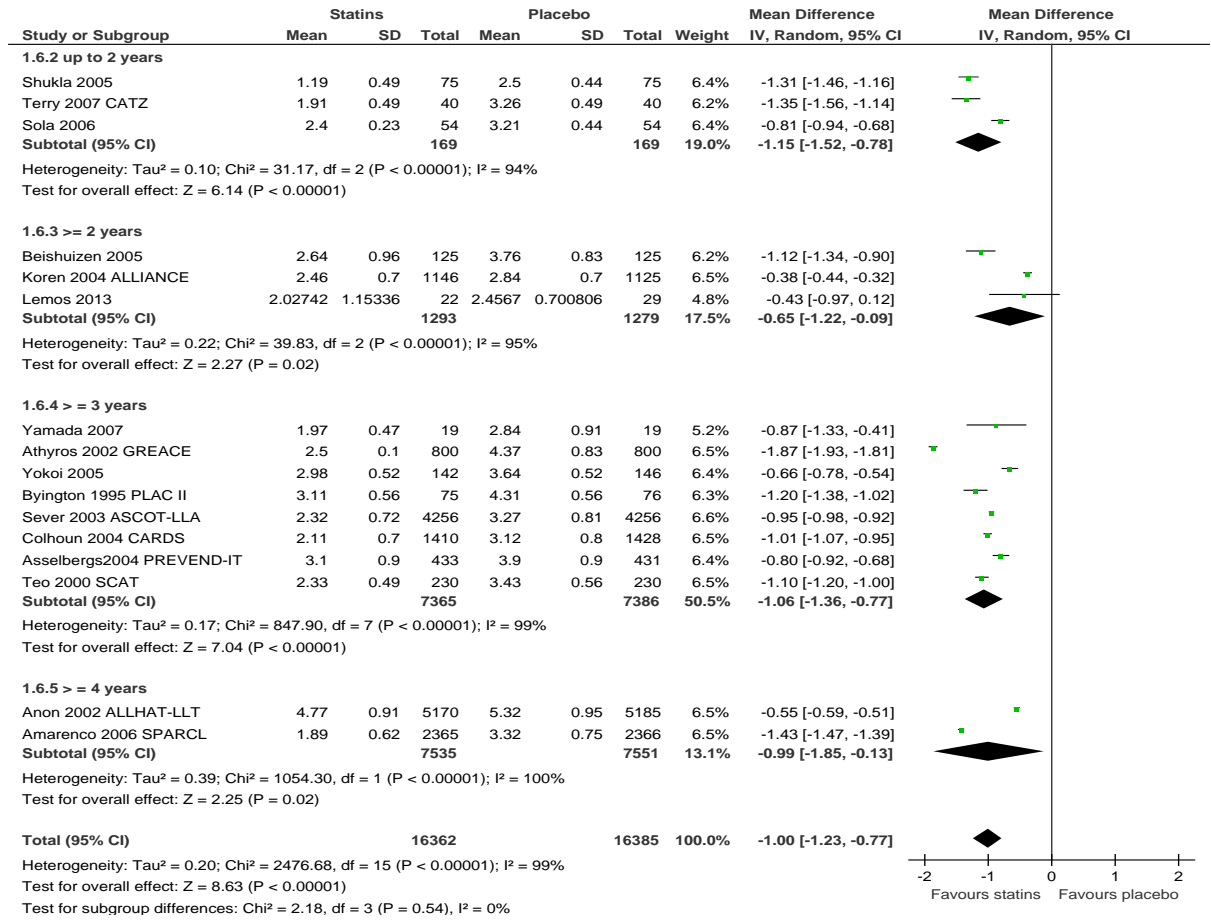 Statins Placebo Mean Difference Mean Difference
Study or Subgroup Mean SD Total Mean SD Total Weight IV, Random, 95% CI IV, Random, 95% CI
1.6.2 up to 2 years
Shukla 2005 1.19 0.49 75 2.5 0.44 75 6.4% -1.31 [-1.46, -1.16]
Terry 2007 CATZ 1.91 0.49 40 3.26 0.49 40 6.2% -1.35 [-1.56, -1.14]
Sola 2006 2.4 0.23 54 3.21 0.44 54 6.4% -0.81 [-0.94, -0.68]
Subtotal (95% CI) 169 169 19.0% -1.15 [-1.52, -0.78]
Heterogeneity: Tau² = 0.10; Chi² = 31.17, df = 2 (P < 0.00001); I² = 94%
Test for overall effect: Z = 6.14 (P < 0.00001)
1.6.3 >= 2 years
Beishuizen 2005 2.64 0.96 125 3.76 0.83 125 6.2% -1.12 [-1.34, -0.90]
Koren 2004 ALLIANCE 2.46 0.7 1146 2.84 0.7 1125 6.5% -0.38 [-0.44, -0.32]
Lemos 2013 2.02742 1.15336 22 2.4567 0.700806 29 4.8% -0.43 [-0.97, 0.12]
Subtotal (95% CI) 1293 1279 17.5% -0.65 [-1.22, -0.09]
Heterogeneity: Tau² = 0.22; Chi² = 39.83, df = 2 (P < 0.00001); I² = 95%
Test for overall effect: Z = 2.27 (P = 0.02)
1.6.4 > = 3 years
Yamada 2007 1.97 0.47 19 2.84 0.91 19 5.2% -0.87 [-1.33, -0.41]
Athyros 2002 GREACE 2.5 0.1 800 4.37 0.83 800 6.5% -1.87 [-1.93, -1.81]
Yokoi 2005 2.98 0.52 142 3.64 0.52 146 6.4% -0.66 [-0.78, -0.54]
Byington 1995 PLAC II 3.11 0.56 75 4.31 0.56 76 6.3% -1.20 [-1.38, -1.02]
Sever 2003 ASCOT-LLA 2.32 0.72 4256 3.27 0.81 4256 6.6% -0.95 [-0.98, -0.92]
Colhoun 2004 CARDS 2.11 0.7 1410 3.12 0.8 1428 6.5% -1.01 [-1.07, -0.95]
Asselbergs2004 PREVEND-IT 3.1 0.9 433 3.9 0.9 431 6.4% -0.80 [-0.92, -0.68]
Teo 2000 SCAT 2.33 0.49 230 3.43 0.56 230 6.5% -1.10 [-1.20, -1.00]
Subtotal (95% CI) 7365 7386 50.5% -1.06 [-1.36, -0.77]
Heterogeneity: Tau² = 0.17; Chi² = 847.90, df = 7 (P < 0.00001); I² = 99%
Test for overall effect: Z = 7.04 (P < 0.00001)
1.6.5 > = 4 years
Anon 2002 ALLHAT-LLT 4.77 0.91 5170 5.32 0.95 5185 6.5% -0.55 [-0.59, -0.51]
Amarenco 2006 SPARCL 1.89 0.62 2365 3.32 0.75 2366 6.5% -1.43 [-1.47, -1.39]
Subtotal (95% CI) 7535 7551 13.1% -0.99 [-1.85, -0.13]
Heterogeneity: Tau² = 0.39; Chi² = 1054.30, df = 1 (P < 0.00001); I² = 100%
Test for overall effect: Z = 2.25 (P = 0.02)
Total (95% CI) 16362 16385 100.0% -1.00 [-1.23, -0.77]
Heterogeneity: Tau² = 0.20; Chi² = 2476.68, df = 15 (P < 0.00001); I² = 99%
Test for overall effect: Z = 8.63 (P < 0.00001)
Test for subgroup differences: Chi² = 2.18, df = 3 (P = 0.54), I² = 0%
-2 -1 0 1 2
Favours statins Favours placebo